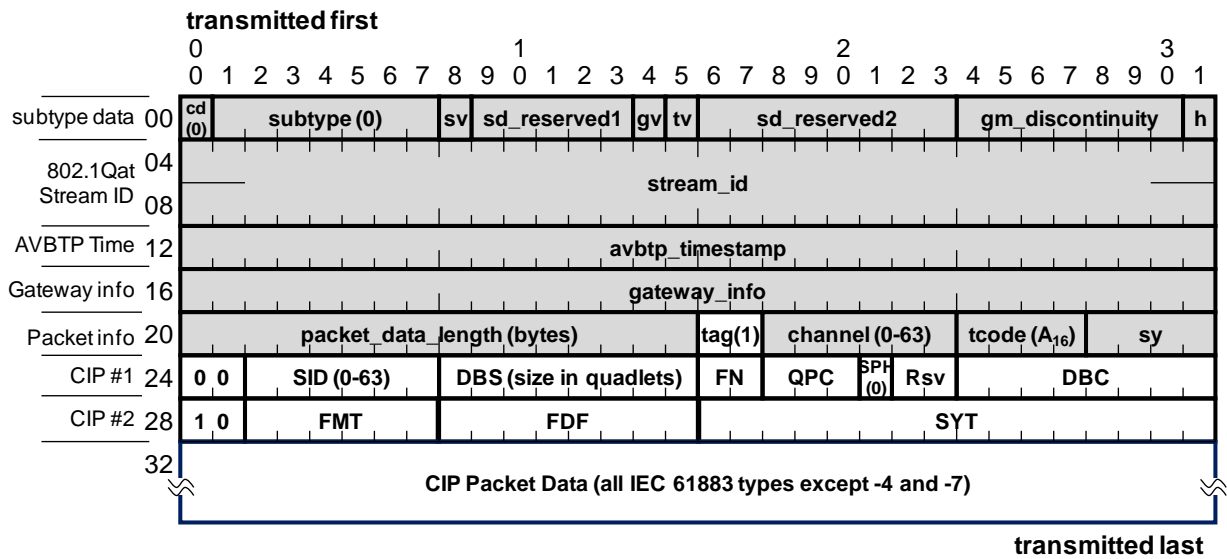 transmitted first
0 1 2 3
0 1 2 3 4 5 6 7 8 9 0 1 2 3 4 5 6 7 8 9 0 1 2 3 4 5 6 7 8 9 0 1
subtype data 00 cd (0) subtype (0) sv sd_reserved1 gv tv sd_reserved2 gm_discontinuity h
802.1Qat Stream ID 04 08 stream_id
AVBTP Time 12 avbtp_timestamp
Gateway info 16 gateway_info
Packet info 20 packet_data_length (bytes) tag(1) channel (0-63) tcode (A16) sy
CIP #1 24 0 0 SID (0-63) DBS (size in quadlets) FN QPC SPH (0) Rsv DBC
CIP #2 28 1 0 FMT FDF SYT
32 CIP Packet Data (all IEC 61883 types except -4 and -7)
transmitted last